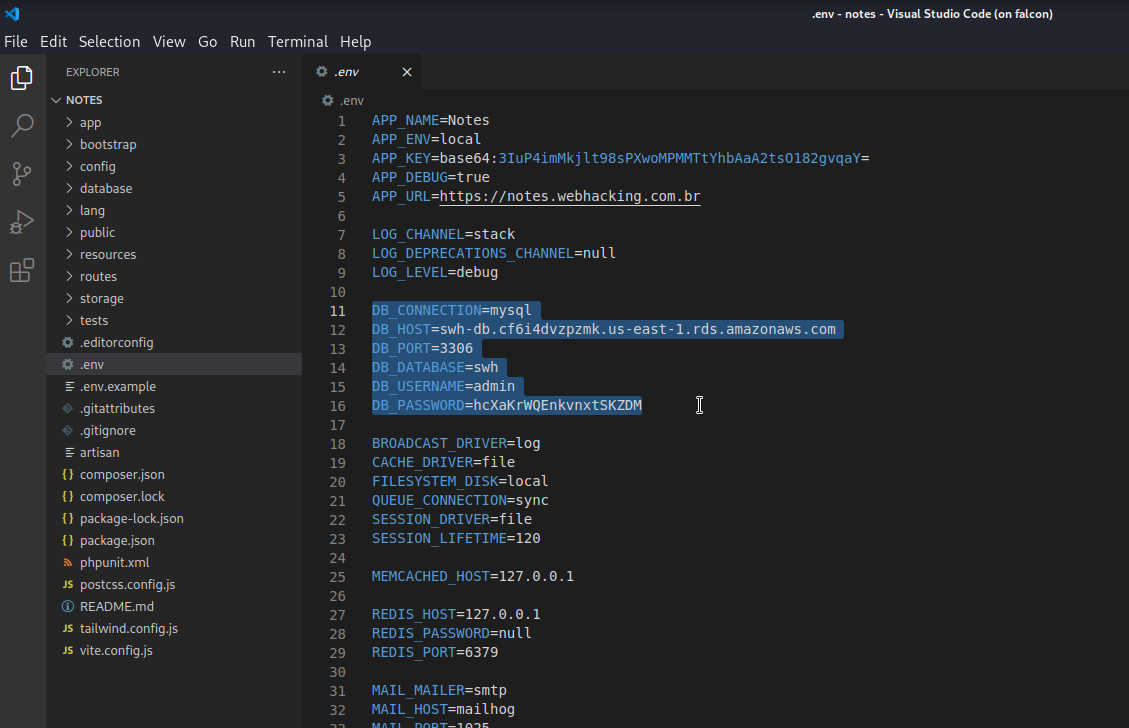 .env - notes - Visual Studio Code (on falcon)
File Edit Selection View Go Run Terminal Help
EXPLORER ...
NOTES
app
bootstrap
config
database
lang
public
resources
routes
storage
tests
.editorconfig
.env
.env.example
.gitattributes
.gitignore
artisan
{} composer.json
{} composer.lock
{} package-lock.json
{} package.json
phpunit.xml
JS postcss.config.js
README.md
JS tailwind.config.js
JS vite.config.js
.env
.env
1 APP_NAME=Notes
2 APP_ENV=local
3 APP_KEY=base64:3IuP4imMkjlt98sPXwoMPMMTtYhbAaA2tsO182gvqaY=
4 APP_DEBUG=true
5 APP_URL=https://notes.webhacking.com.br
6
7 LOG_CHANNEL=stack
8 LOG_DEPRECATIONS_CHANNEL=null
9 LOG_LEVEL=debug
10
11 DB_CONNECTION=mysql
12 DB_HOST=swh-db.cf6i4dvzpzmk.us-east-1.rds.amazonaws.com
13 DB_PORT=3306
14 DB_DATABASE=swh
15 DB_USERNAME=admin
16 DB_PASSWORD=hcXaKrWQEnkvnxtSKZDM
17
18 BROADCAST_DRIVER=log
19 CACHE_DRIVER=file
20 FILESYSTEM_DISK=local
21 QUEUE_CONNECTION=sync
22 SESSION_DRIVER=file
23 SESSION_LIFETIME=120
24
25 MEMCACHED_HOST=127.0.0.1
26
27 REDIS_HOST=127.0.0.1
28 REDIS_PASSWORD=null
29 REDIS_PORT=6379
30
31 MAIL_MAILER=smtp
32 MAIL_HOST=mailhog
33 MAIL_PORT=1025